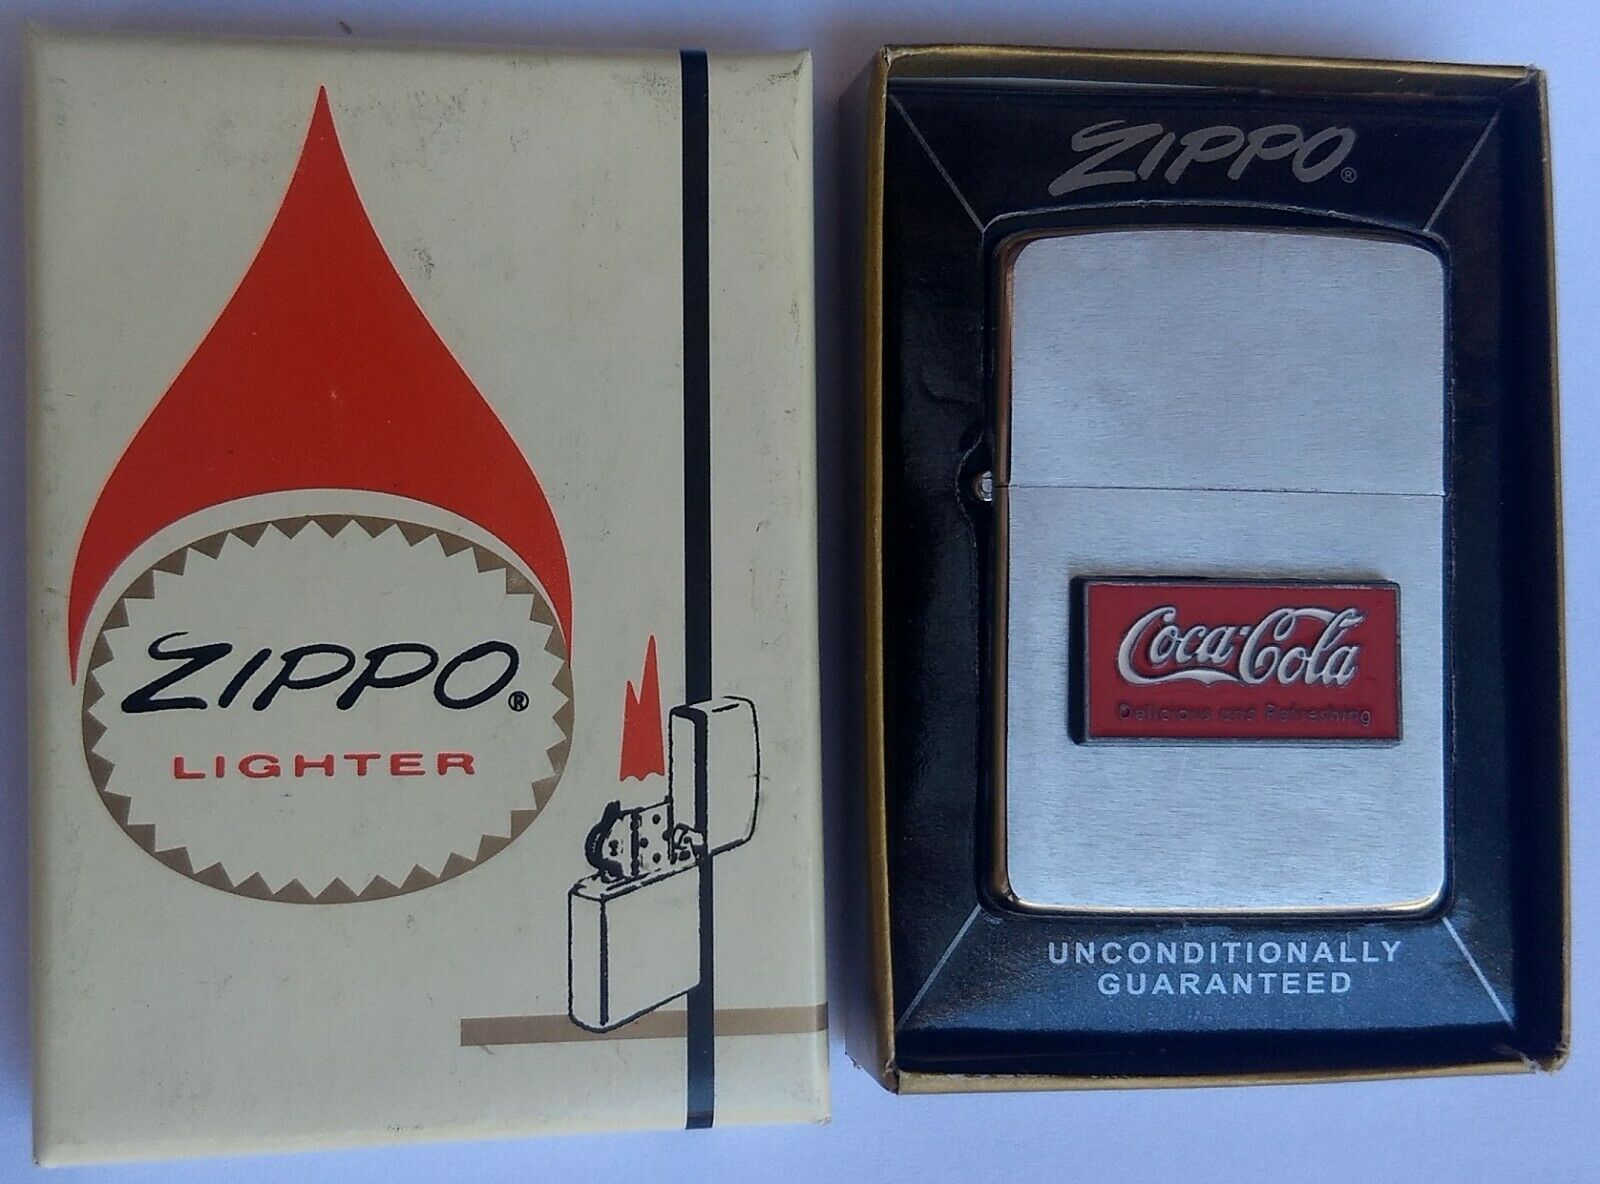 ZIPPO®
LIGHTER
ZIPPO®
Coca-Cola
Delicious and Refreshing
UNCONDITIONALLY
GUARANTEED